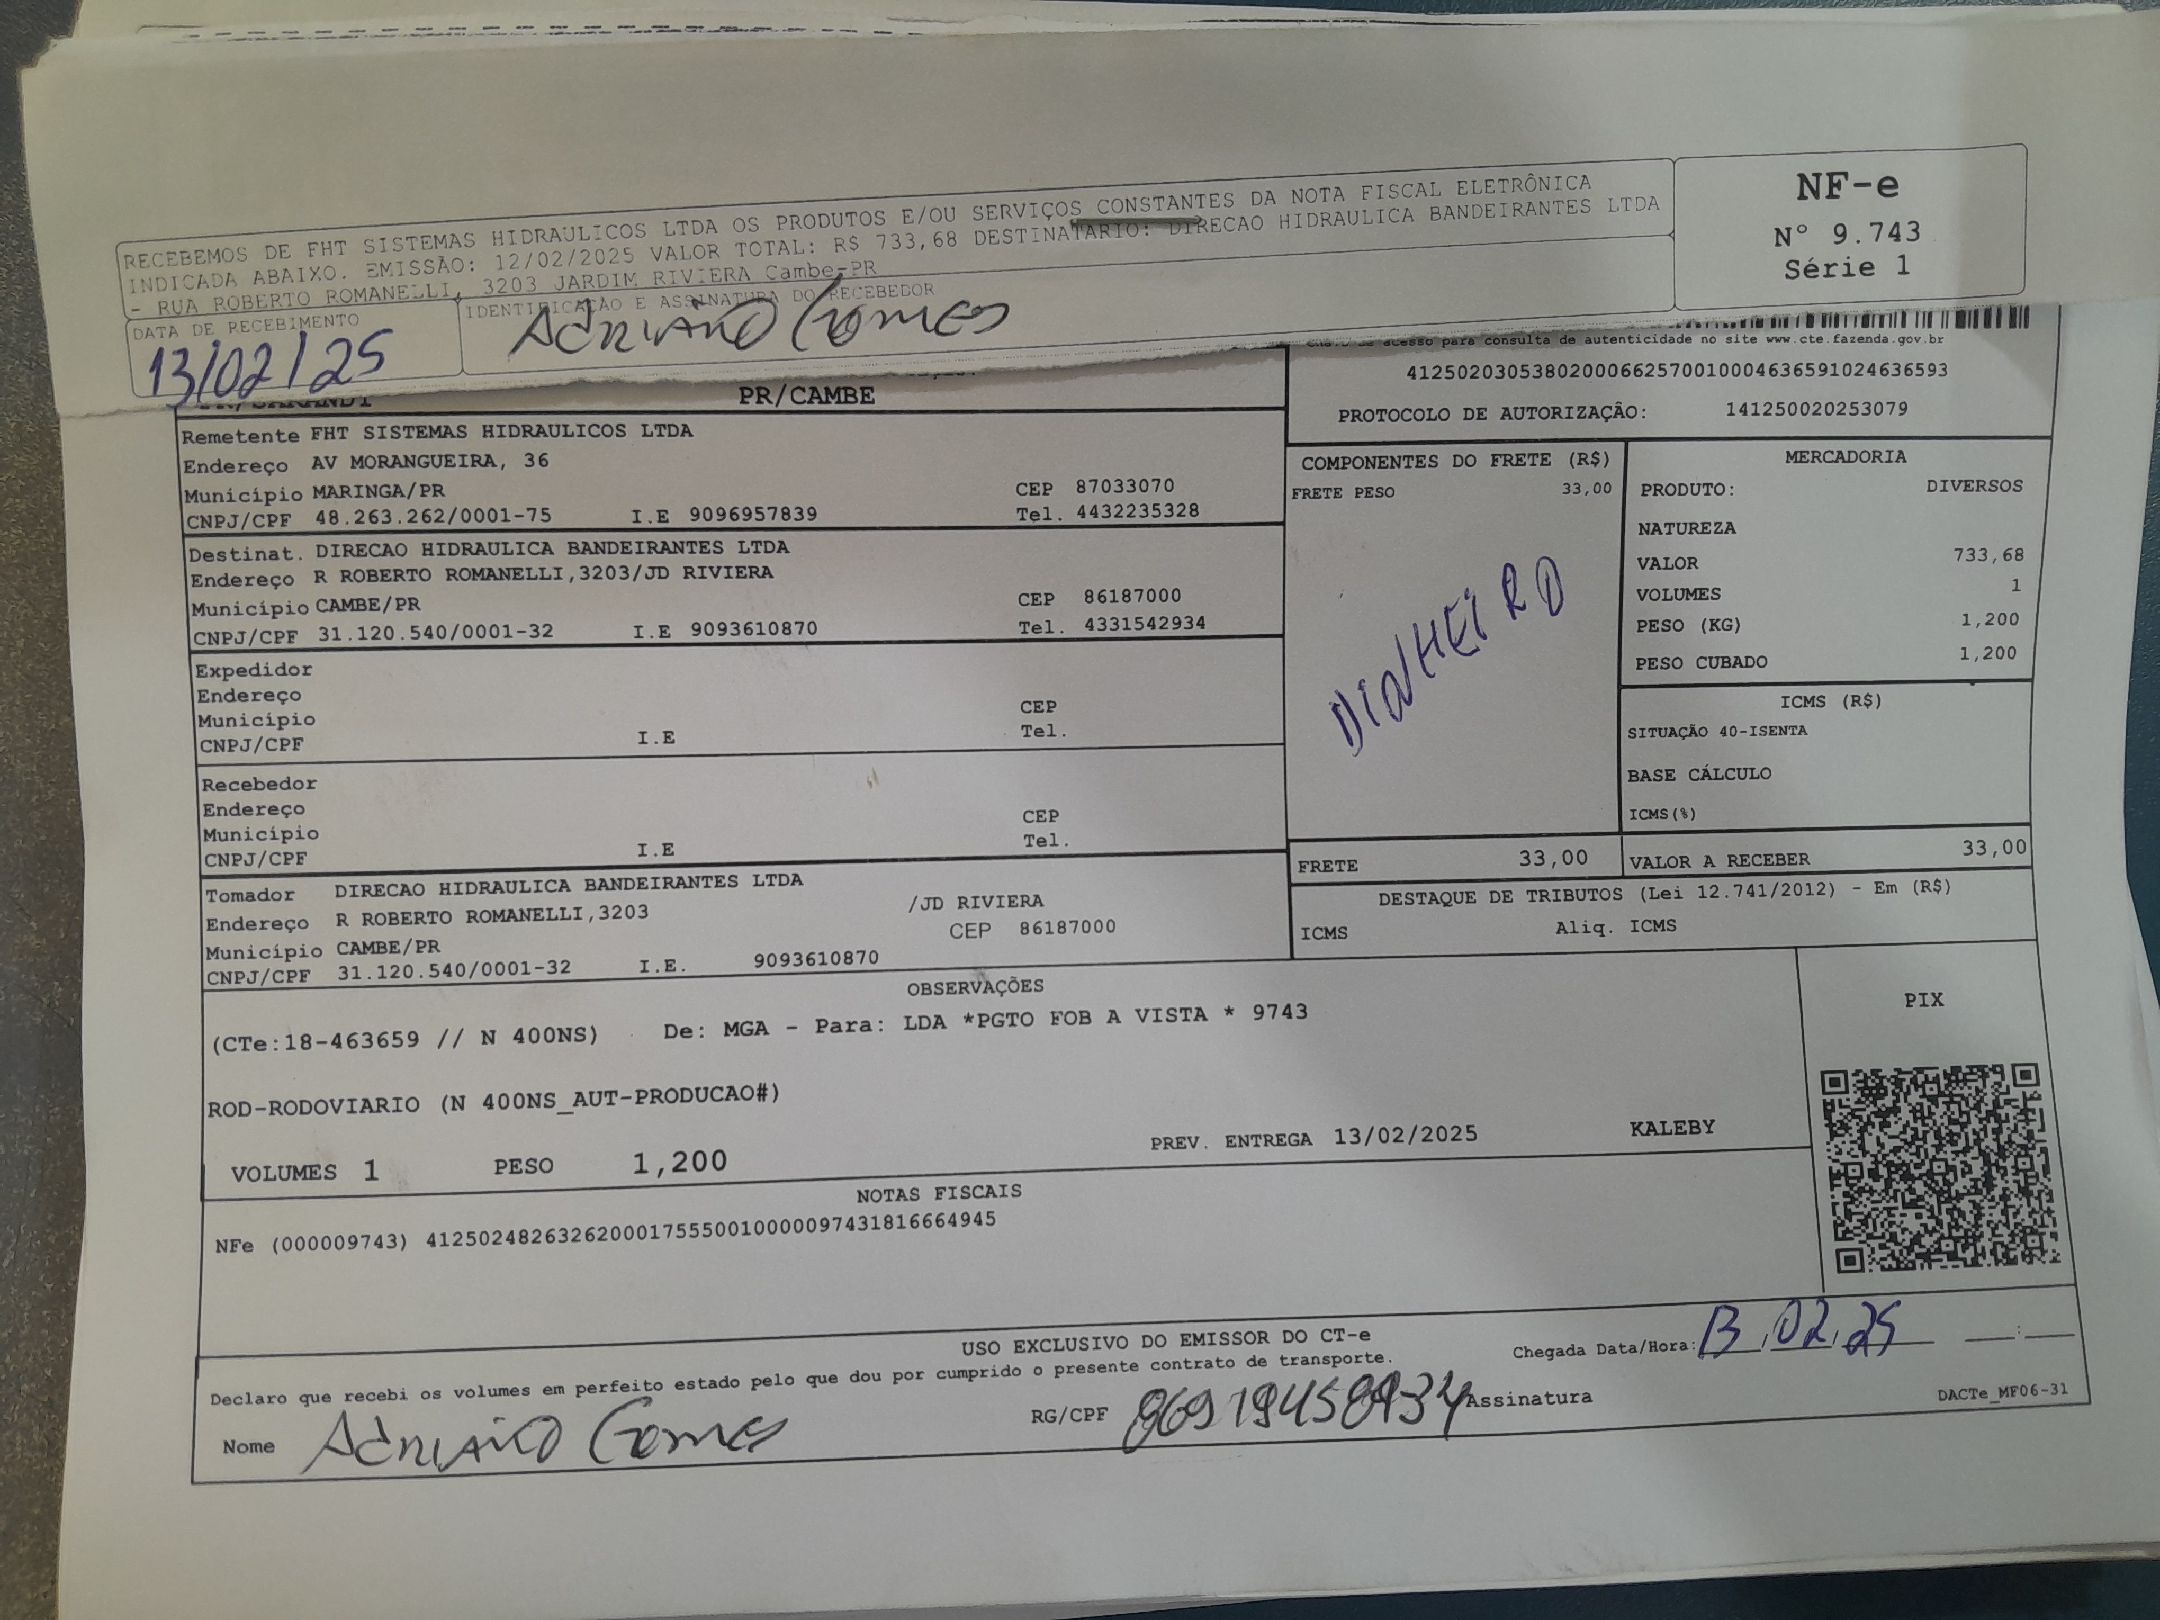 RECEBEMOS DE FHT SISTEMAS HIDRAULICOS LTDA OS PRODUTOS E/OU SERVIÇOS CONSTANTES DA NOTA FISCAL ELETRÔNICA
INDICADA ABAIXO. EMISSÃO: 12/02/2025 VALOR TOTAL: R$ 733,68 DESTINATARIO: DIRECAO HIDRAULICA BANDEIRANTES LTDA
- RUA ROBERTO ROMANELLI, 3203 JARDIM RIVIERA Cambe-PR
NF-e
Nº 9.743
Série 1
DATA DE RECEBIMENTO
13/02/25
IDENTIFICAÇÃO E ASSINATURA DO RECEBEDOR
ADRIANO GOMES
acesso para consulta de autenticidade no site www.cte.fazenda.gov.br
41250203053802000662570010004636591024636593
PROTOCOLO DE AUTORIZAÇÃO: 141250020253079
PR/CAMBE
Remetente FHT SISTEMAS HIDRAULICOS LTDA
Endereço AV MORANGUEIRA, 36
Município MARINGA/PR CEP 87033070
CNPJ/CPF 48.263.262/0001-75 I.E 9096957839 Tel. 4432235328
Destinat. DIRECAO HIDRAULICA BANDEIRANTES LTDA
Endereço R ROBERTO ROMANELLI,3203/JD RIVIERA
Município CAMBE/PR CEP 86187000
CNPJ/CPF 31.120.540/0001-32 I.E 9093610870 Tel. 4331542934
Expedidor
Endereço
Município CEP
CNPJ/CPF I.E Tel.
Recebedor
Endereço
Município CEP
CNPJ/CPF I.E Tel.
Tomador DIRECAO HIDRAULICA BANDEIRANTES LTDA
Endereço R ROBERTO ROMANELLI,3203 /JD RIVIERA
Município CAMBE/PR CEP 86187000
CNPJ/CPF 31.120.540/0001-32 I.E. 9093610870
COMPONENTES DO FRETE (R$)
FRETE PESO 33,00
DINHEIRO
FRETE 33,00
MERCADORIA
PRODUTO: DIVERSOS
NATUREZA
VALOR 733,68
VOLUMES 1
PESO (KG) 1,200
PESO CUBADO 1,200
ICMS (R$)
SITUAÇÃO 40-ISENTA
BASE CÁLCULO
ICMS(%)
VALOR A RECEBER 33,00
DESTAQUE DE TRIBUTOS (Lei 12.741/2012) - Em (R$)
ICMS Aliq. ICMS
OBSERVAÇÕES
(CTe:18-463659 // N 400NS) De: MGA - Para: LDA *PGTO FOB A VISTA * 9743
ROD-RODOVIARIO (N 400NS_AUT-PRODUCAO#)
VOLUMES 1 PESO 1,200 PREV. ENTREGA 13/02/2025 KALEBY
PIX
NOTAS FISCAIS
NFe (000009743) 41250248263262000175550010000097431816664945
USO EXCLUSIVO DO EMISSOR DO CT-e
Declaro que recebi os volumes em perfeito estado pelo que dou por cumprido o presente contrato de transporte.
Chegada Data/Hora: 13,02,25 __:__
Nome ADRIANO GOMES RG/CPF Assinatura
DACTe_MF06-31